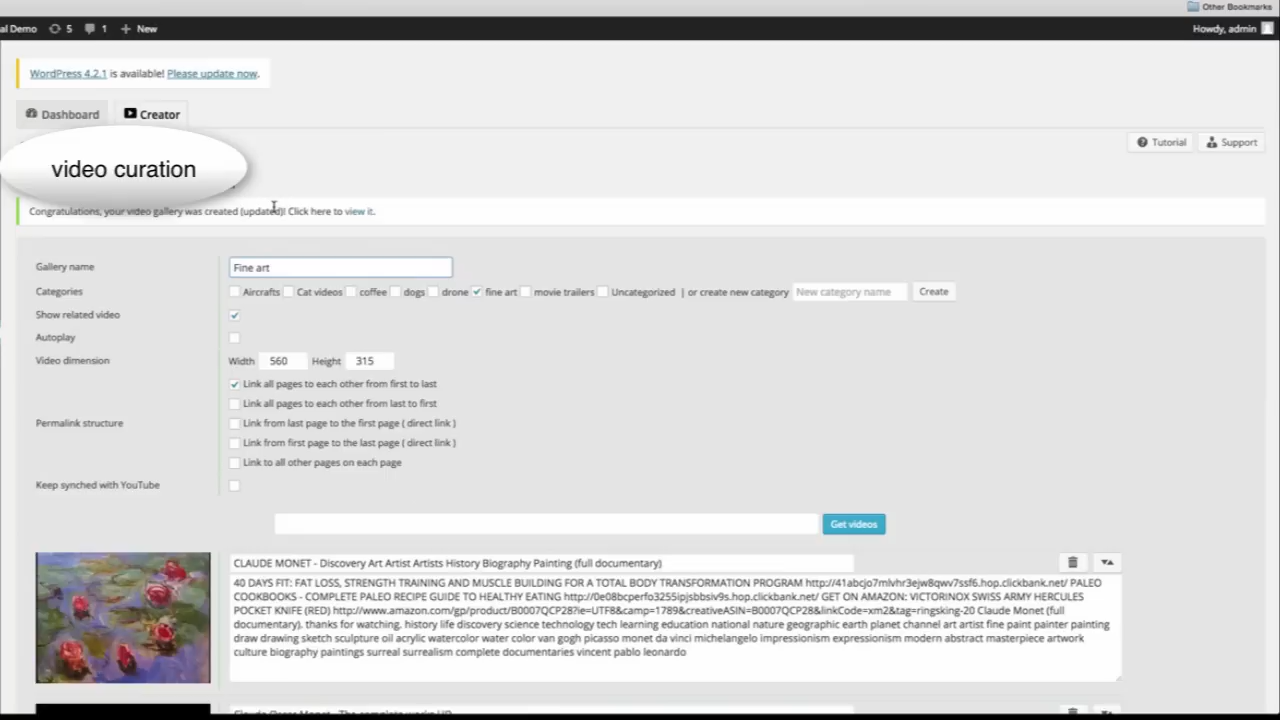 Other Bookmarks
al Demo 5 1 + New Howdy, admin
WordPress 4.2.1 is available! Please update now.
Dashboard Creator
Tutorial Support
video curation
Congratulations, your video gallery was created (updated)! Click here to view it.
Gallery name Fine art
Categories Aircrafts Cat videos coffee dogs drone fine art movie trailers Uncategorized | or create new category New category name Create
Show related video
Autoplay
Video dimension Width 560 Height 315
Link all pages to each other from first to last
Link all pages to each other from last to first
Permalink structure Link from last page to the first page ( direct link )
Link from first page to the last page ( direct link )
Link to all other pages on each page
Keep synched with YouTube
Get videos
CLAUDE MONET - Discovery Art Artist Artists History Biography Painting (full documentary)
40 DAYS FIT: FAT LOSS, STRENGTH TRAINING AND MUSCLE BUILDING FOR A TOTAL BODY TRANSFORMATION PROGRAM http://41abcjo7mlvhr3ejw8qwv7ssf6.hop.clickbank.net/ PALEO
COOKBOOKS - COMPLETE PALEO RECIPE GUIDE TO HEALTHY EATING http://0e08bcperfo3255ipjsbbsiv9s.hop.clickbank.net/ GET ON AMAZON: VICTORINOX SWISS ARMY HERCULES
POCKET KNIFE (RED) http://www.amazon.com/gp/product/B0007QCP28?ie=UTF8&camp=1789&creativeASIN=B0007QCP28&linkCode=xm2&tag=ringsking-20 Claude Monet (full
documentary). thanks for watching. history life discovery science technology tech learning education national nature geographic earth planet channel art artist fine paint painter painting
draw drawing sketch sculpture oil acrylic watercolor water color van gogh picasso monet da vinci michelangelo impressionism expressionism modern abstract masterpiece artwork
culture biography paintings surreal surrealism complete documentaries vincent pablo leonardo